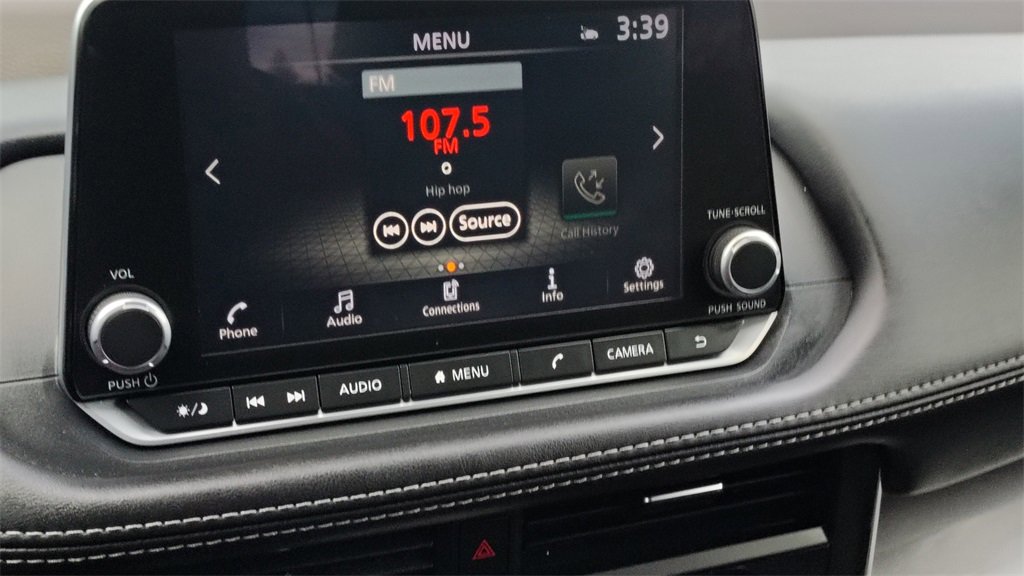 MENU
3:39
FM
107.5
FM
Hip hop
Source
Call History
Phone
Audio
Connections
Info
Settings
VOL
PUSH
TUNE·SCROLL
PUSH SOUND
AUDIO
MENU
CAMERA